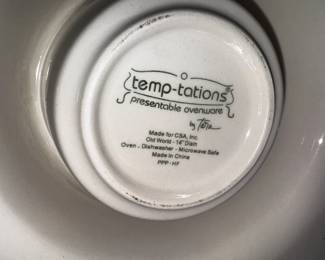 temp-tations®
presentable ovenware
by Tara
Made for CSA, Inc.
Old World - 14" Dish
Oven - Dishwasher - Microwave Safe
Made in China
PPP-HF